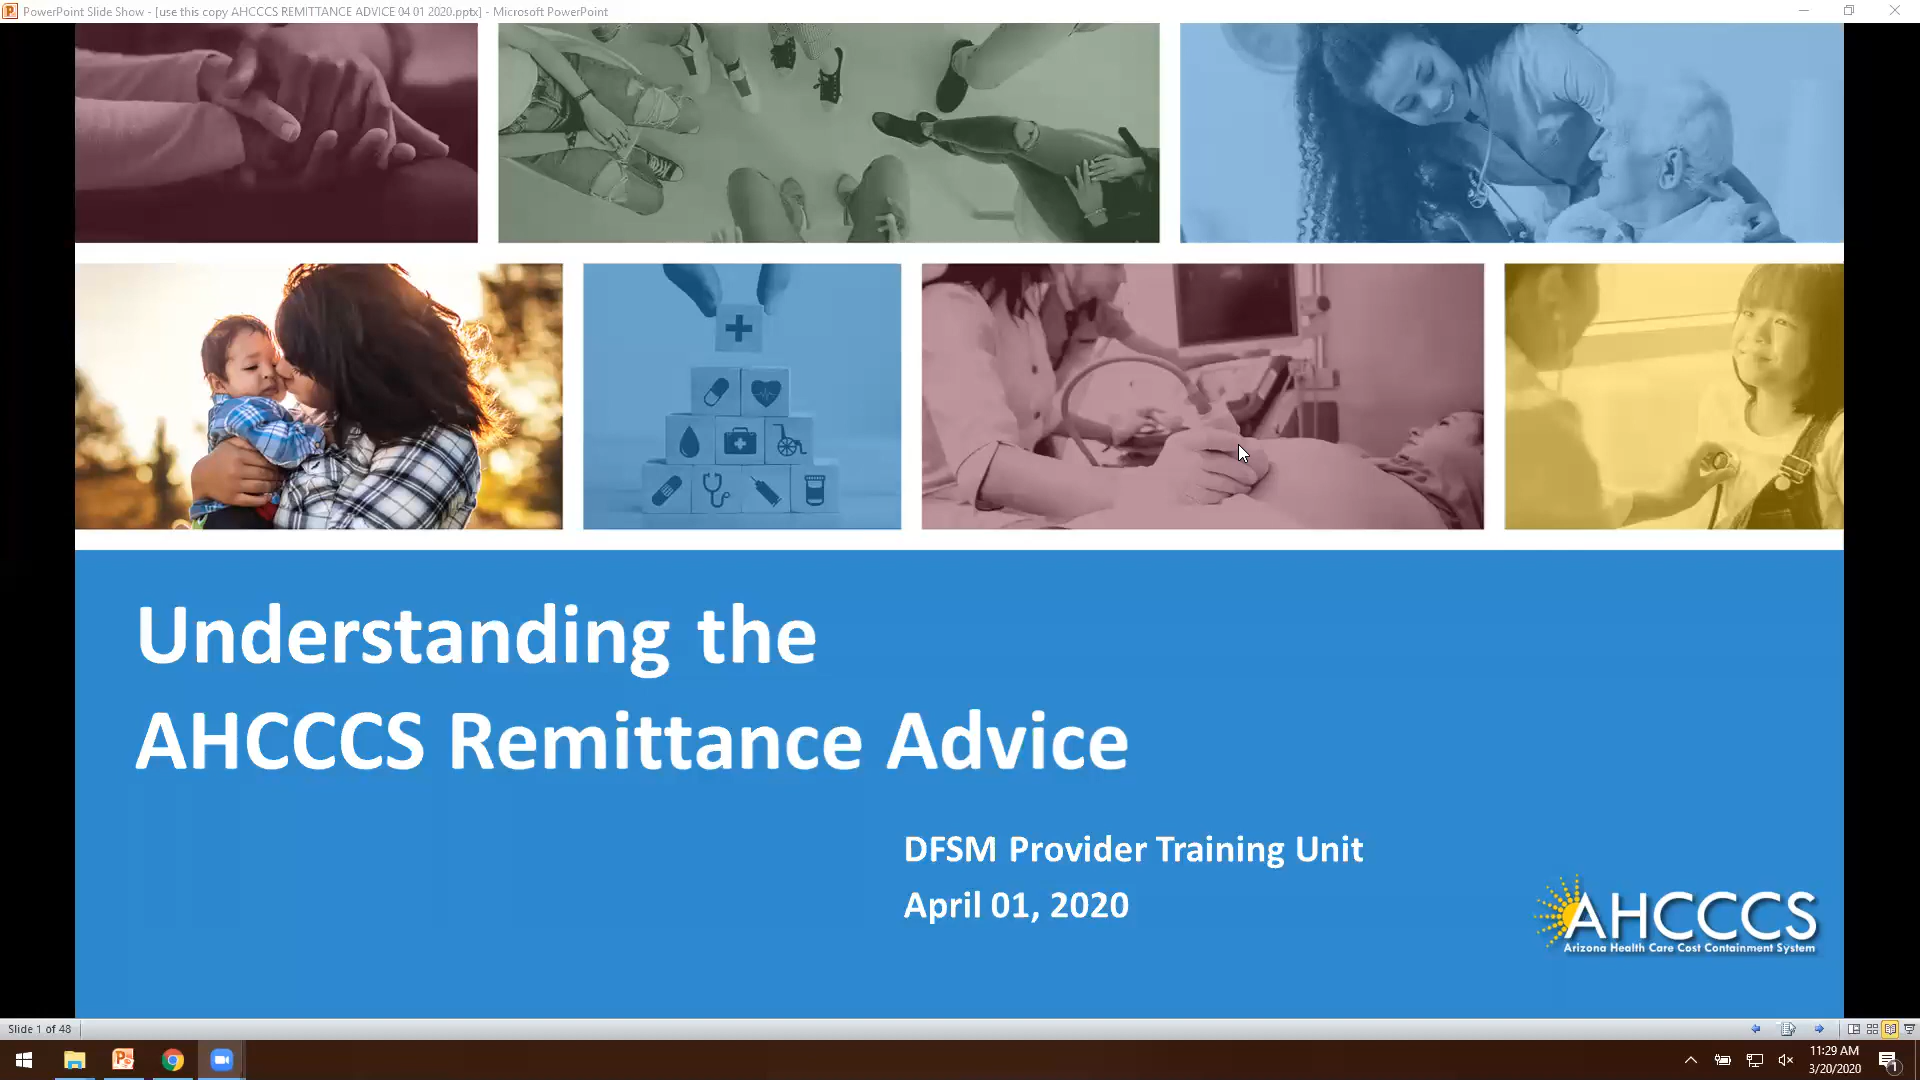 PowerPoint Slide Show - [use this copy AHCCCS REMITTANCE ADVICE 04 01 2020.pptx] - Microsoft PowerPoint
Understanding the
AHCCCS Remittance Advice
DFSM Provider Training Unit
April 01, 2020
AHCCCS
Arizona Health Care Cost Containment System
Slide 1 of 48
11:29 AM
3/20/2020
1